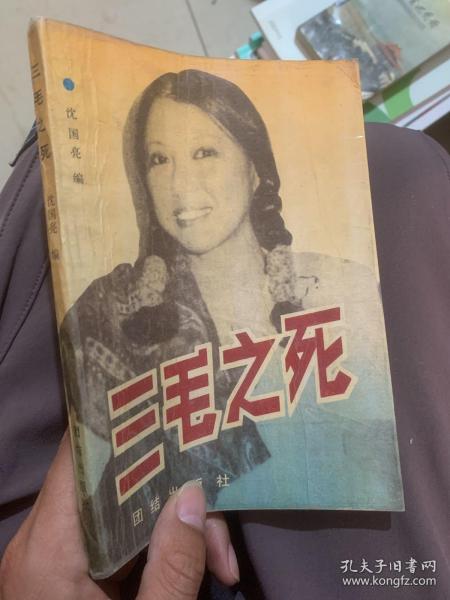 三毛之死
沈国亮 编
沈国亮 编
三毛之死
团结出版社
孔夫子旧书网
www.kongfz.com